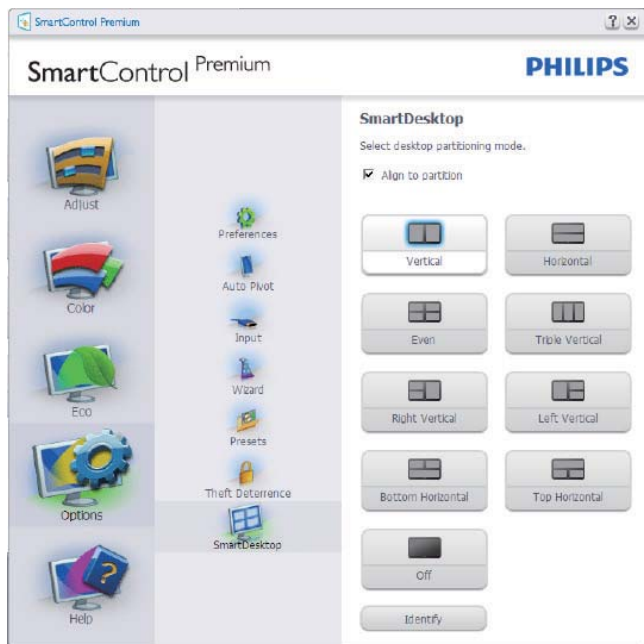 SmartControl Premium
SmartControl Premium
PHILIPS
Adjust
Color
Eco
Options
Help
Preferences
Auto Pivot
Input
Wizard
Presets
Theft Deterrence
SmartDesktop
SmartDesktop
Select desktop partitioning mode.
Align to partition
Vertical
Horizontal
Even
Triple Vertical
Right Vertical
Left Vertical
Bottom Horizontal
Top Horizontal
Off
Identify